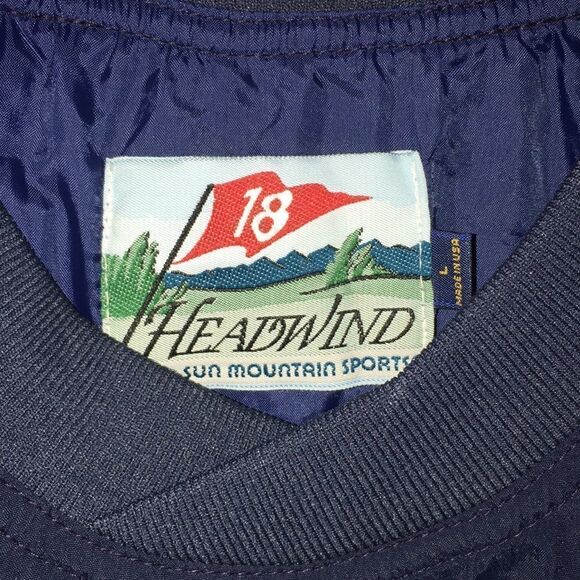 18
HEADWIND
SUN MOUNTAIN SPORTS
L
MADE IN USA